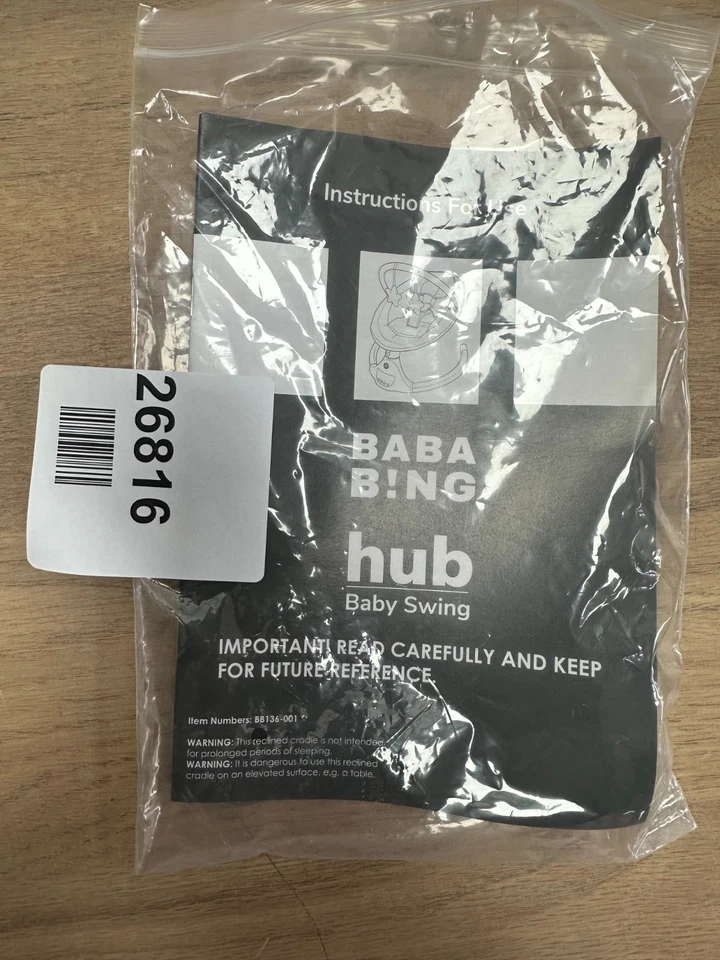 Instructions For Use
BABA
B!NG
hub
Baby Swing
IMPORTANT! READ CAREFULLY AND KEEP
FOR FUTURE REFERENCE.
Item Numbers: BB136-001
WARNING: This reclined cradle is not intended
for prolonged periods of sleeping.
WARNING: It is dangerous to use this reclined
cradle on an elevated surface, e.g. a table.
26816